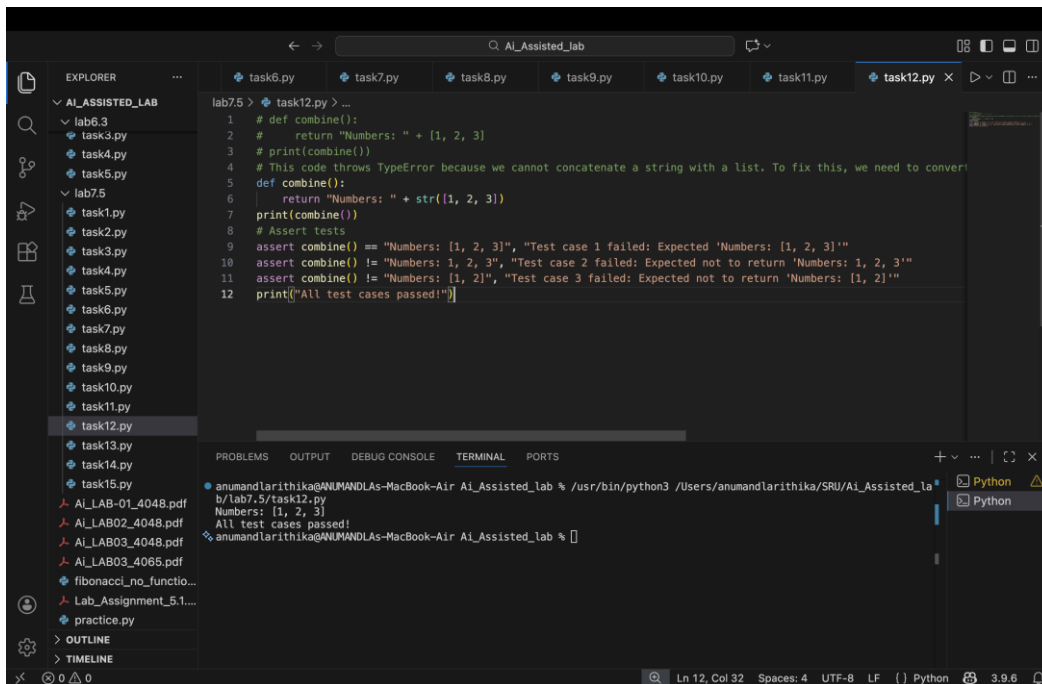 Ai_Assisted_lab
EXPLORER
task6.py task7.py task8.py task9.py task10.py task11.py task12.py
AI_ASSISTED_LAB
lab6.3
task3.py
task4.py
task5.py
lab7.5
task1.py
task2.py
task3.py
task4.py
task5.py
task6.py
task7.py
task8.py
task9.py
task10.py
task11.py
task12.py
task13.py
task14.py
task15.py
Ai_LAB-01_4048.pdf
Ai_LAB02_4048.pdf
Ai_LAB03_4048.pdf
Ai_LAB03_4065.pdf
fibonacci_no_functio...
Lab_Assignment_5.1....
practice.py
OUTLINE
TIMELINE
lab7.5 > task12.py > ...
1 # def combine():
2 #     return "Numbers: " + [1, 2, 3]
3 # print(combine())
4 # This code throws TypeError because we cannot concatenate a string with a list. To fix this, we need to convert
5 def combine():
6     return "Numbers: " + str([1, 2, 3])
7 print(combine())
8 # Assert tests
9 assert combine() == "Numbers: [1, 2, 3]", "Test case 1 failed: Expected 'Numbers: [1, 2, 3]'"
10 assert combine() != "Numbers: 1, 2, 3", "Test case 2 failed: Expected not to return 'Numbers: 1, 2, 3'"
11 assert combine() != "Numbers: [1, 2]", "Test case 3 failed: Expected not to return 'Numbers: [1, 2]'"
12 print("All test cases passed!")
PROBLEMS OUTPUT DEBUG CONSOLE TERMINAL PORTS
anumandlarithika@ANUMANDLAs-MacBook-Air Ai_Assisted_lab % /usr/bin/python3 /Users/anumandlarithika/SRU/Ai_Assisted_la
b/lab7.5/task12.py
Numbers: [1, 2, 3]
All test cases passed!
anumandlarithika@ANUMANDLAs-MacBook-Air Ai_Assisted_lab %
Python
Python
0 0 Ln 12, Col 32 Spaces: 4 UTF-8 LF {} Python 3.9.6